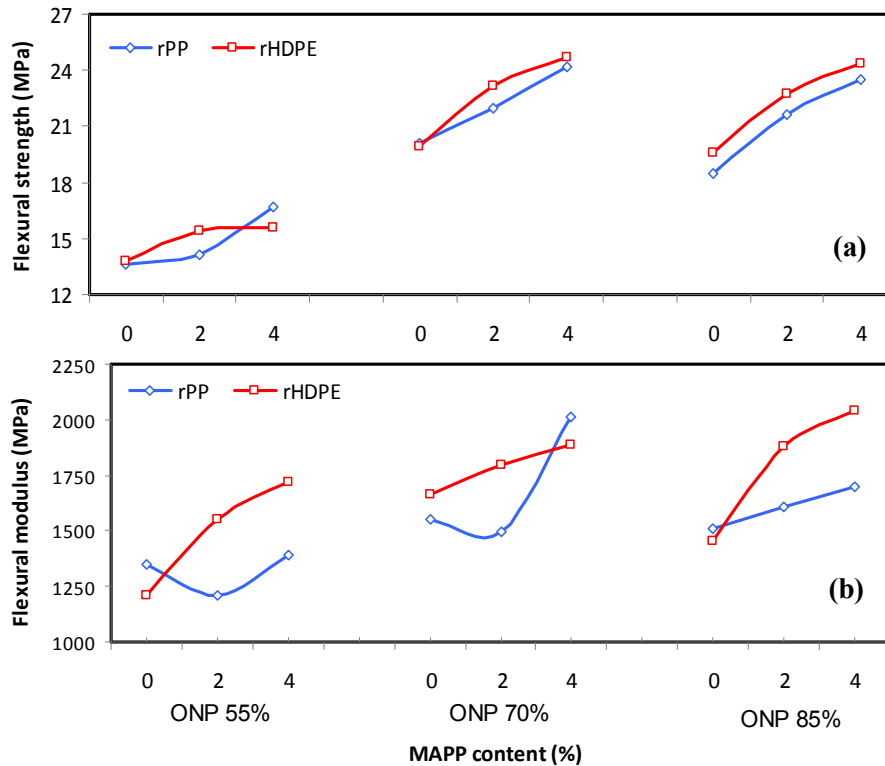 27
24
21
18
15
12
Flexural strength (MPa)
rPP
rHDPE
(a)
0 2 4 0 2 4 0 2 4
2250
2000
1750
1500
1250
1000
Flexural modulus (MPa)
rPP
rHDPE
(b)
0 2 4 0 2 4 0 2 4
ONP 55% ONP 70% ONP 85%
MAPP content (%)